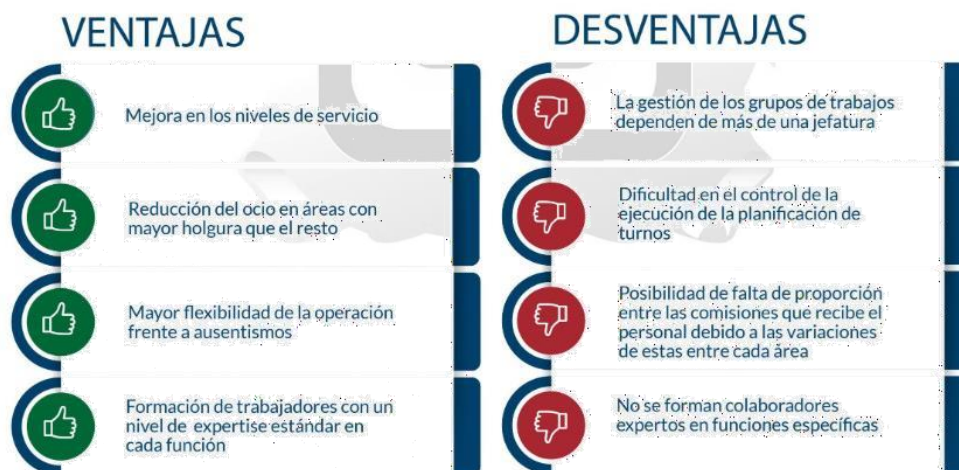 VENTAJAS
Mejora en los niveles de servicio
Reducción del ocio en áreas con
mayor holgura que el resto
Mayor flexibilidad de la operación
frente a ausentismos
Formación de trabajadores con un
nivel de expertise estándar en
cada función
DESVENTAJAS
La gestión de los grupos de trabajos
dependen de más de una jefatura
Dificultad en el control de la
ejecución de la planificación de
turnos
Posibilidad de falta de proporción
entre las comisiones que recibe el
personal debido a las variaciones
de estas entre cada área
No se forman colaboradores
expertos en funciones específicas